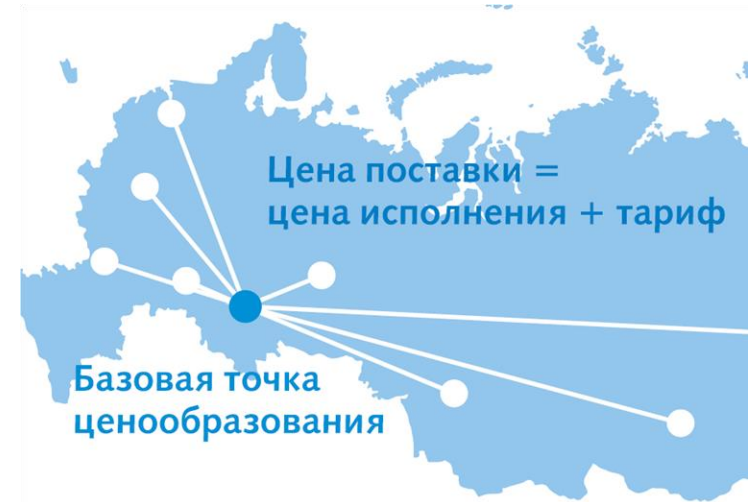 Цена поставки =
цена исполнения + тариф
Базовая точка
ценообразования